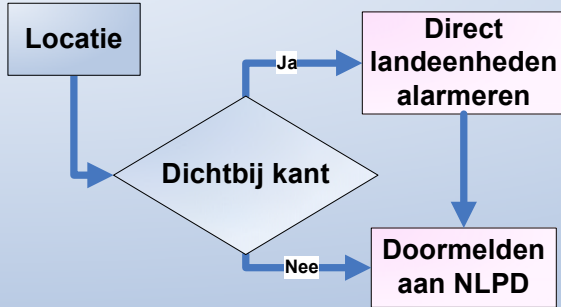 Locatie
Ja
Direct
landeenheden
alarmeren
Dichtbij kant
Nee
Doormelden
aan NLPD